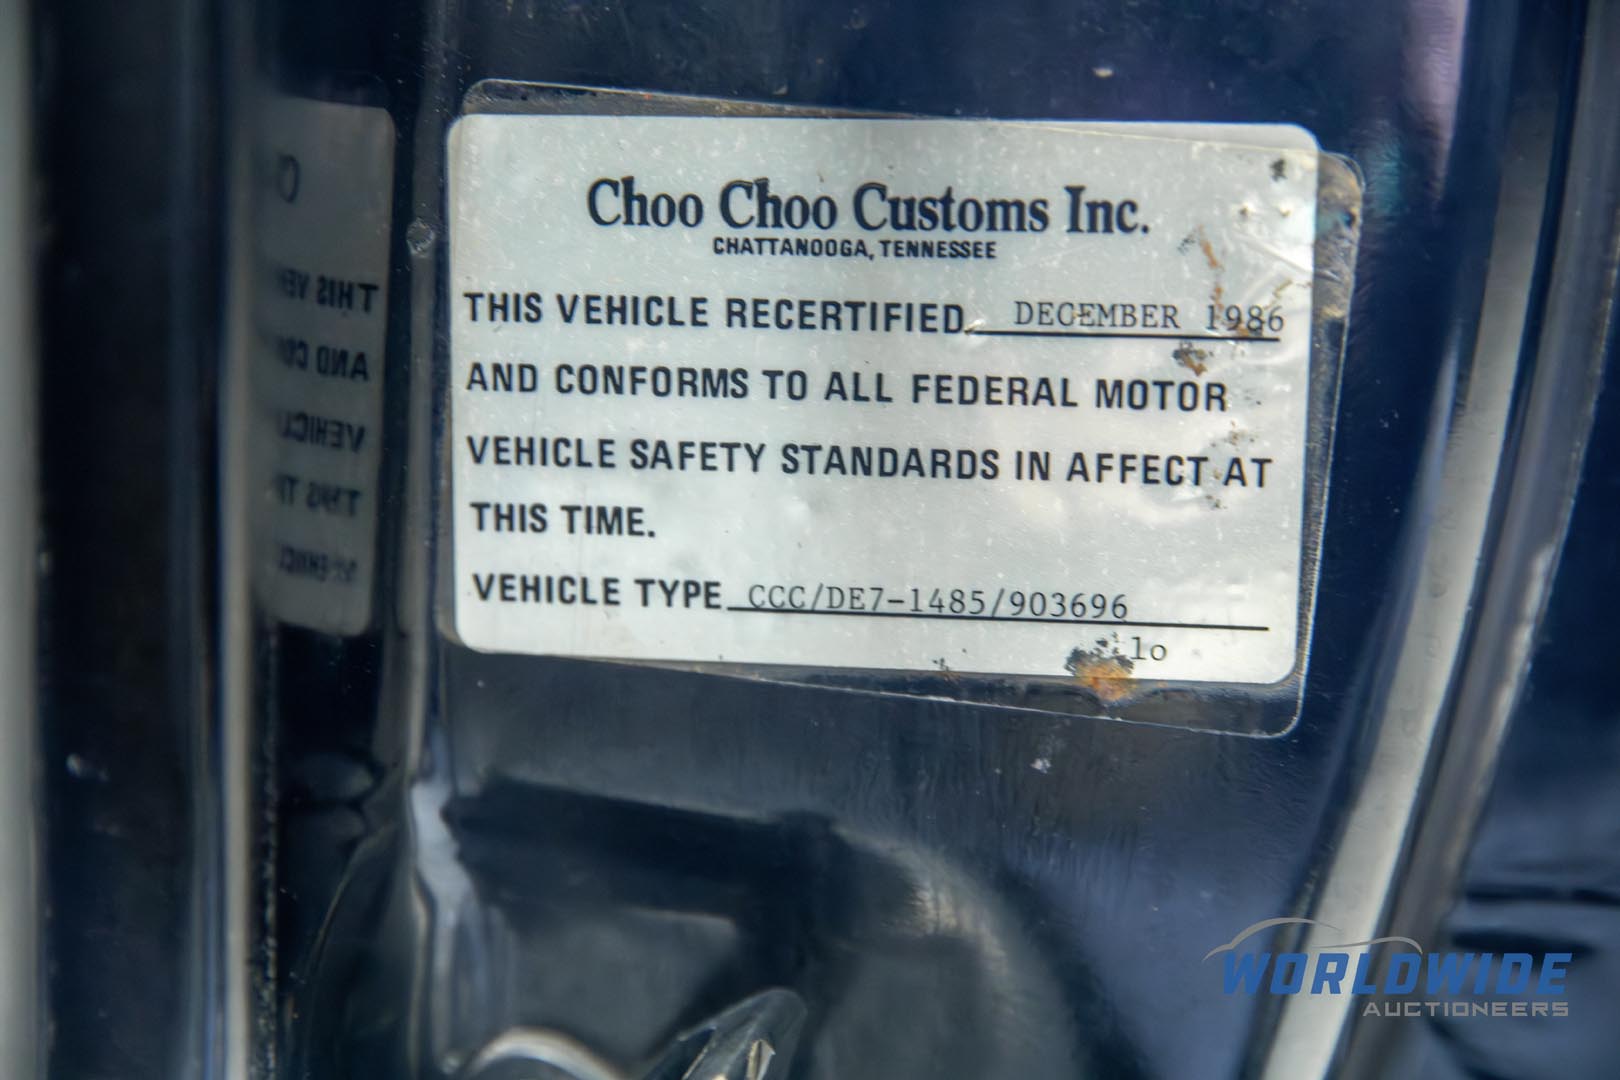 Choo Choo Customs Inc.
CHATTANOOGA, TENNESSEE
THIS VEHICLE RECERTIFIED DECEMBER 1986
AND CONFORMS TO ALL FEDERAL MOTOR
VEHICLE SAFETY STANDARDS IN AFFECT AT
THIS TIME.
VEHICLE TYPE CCC/DE7-1485/903696
lo
WORLDWIDE
AUCTIONEERS